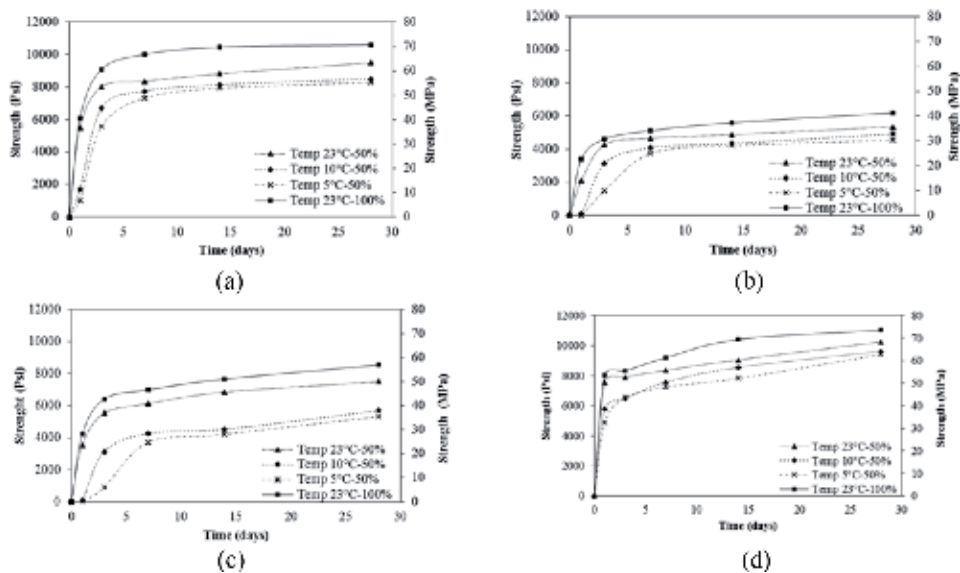 12000
10000
8000
6000
4000
2000
0
Strength (Psi)
80
70
60
50
40
30
20
10
0
Strength (MPa)
Temp 23°C-50%
Temp 10°C-50%
Temp 5°C-50%
Temp 23°C-100%
0 5 10 15 20 25 30
Time (days)
(a)
12000
10000
8000
6000
4000
2000
0
Strength (Psi)
80
70
60
50
40
30
20
10
0
Strength (MPa)
Temp 23°C-50%
Temp 10°C-50%
Temp 5°C-50%
Temp 23°C-100%
0 5 10 15 20 25 30
Time (days)
(b)
12000
10000
8000
6000
4000
2000
0
Strenght (Psi)
80
70
60
50
40
30
20
10
0
Strength (MPa)
Temp 23°C-50%
Temp 10°C-50%
Temp 5°C-50%
Temp 23°C-100%
0 5 10 15 20 25 30
Time (days)
(c)
12000
10000
8000
6000
4000
2000
0
Strength (Psi)
80
70
60
50
40
30
20
10
0
Strength (MPa)
Temp 23°C-50%
Temp 10°C-50%
Temp 5°C-50%
Temp 23°C-100%
0 5 10 15 20 25 30
Time (days)
(d)